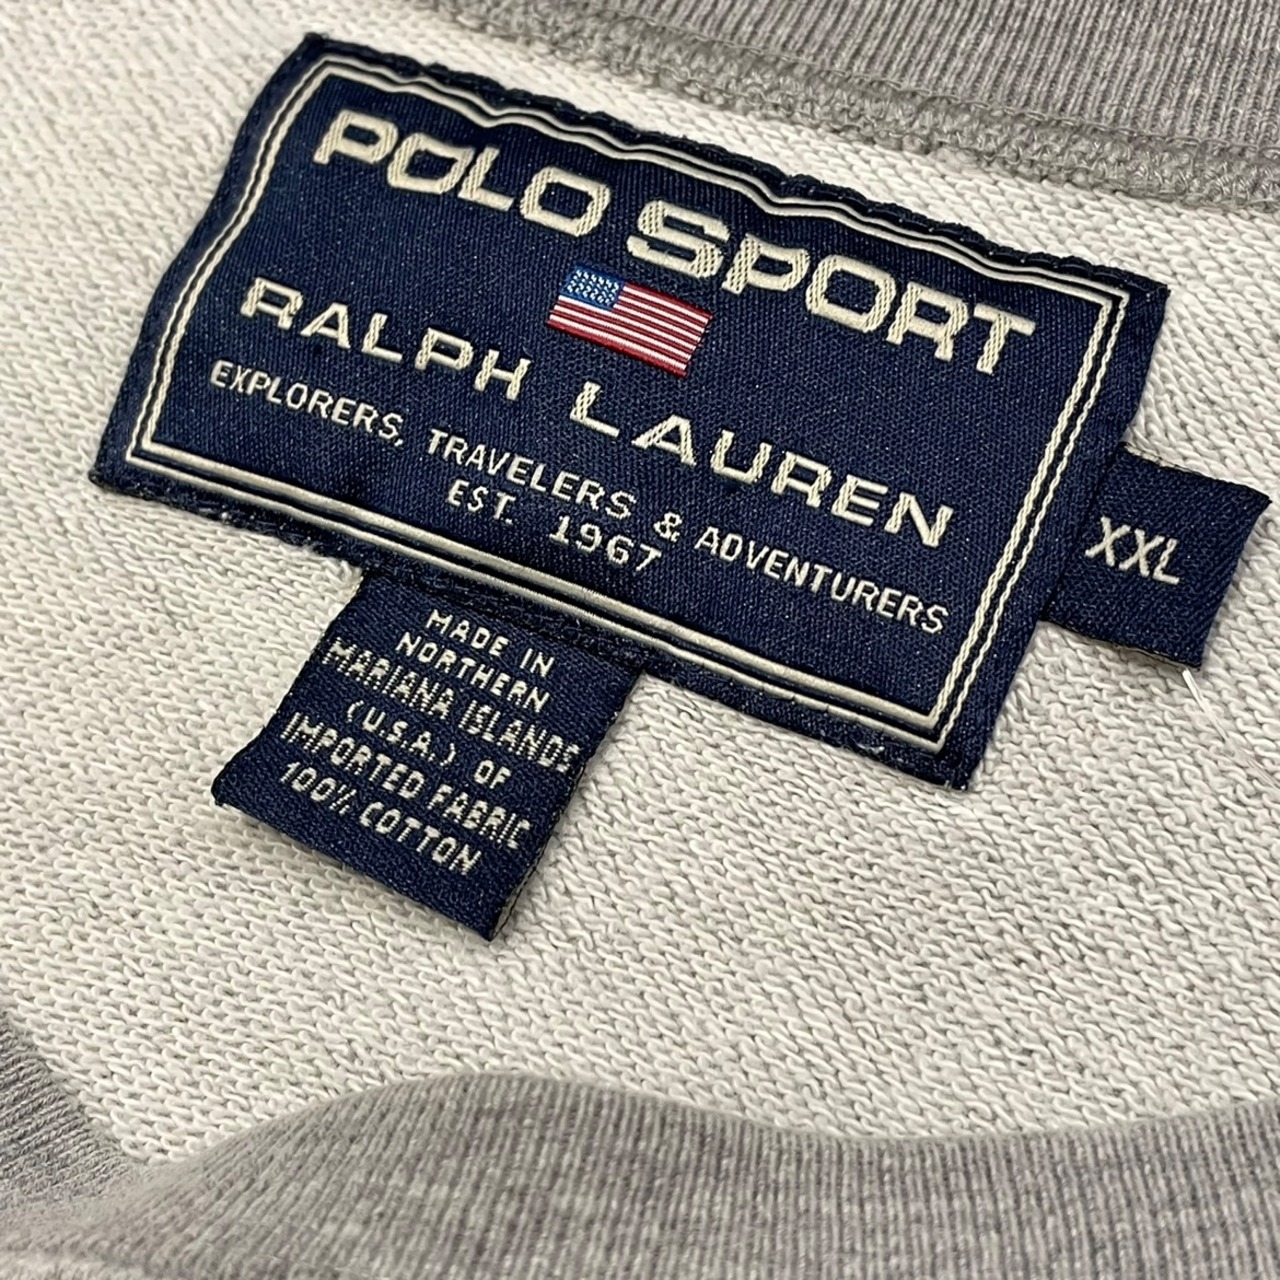 POLO SPORT
RALPH LAUREN
EXPLORERS, TRAVELERS & ADVENTURERS
EST. 1967
XXL
MADE IN
NORTHERN
MARIANA ISLANDS
(U.S.A.) OF
IMPORTED FABRIC
100% COTTON